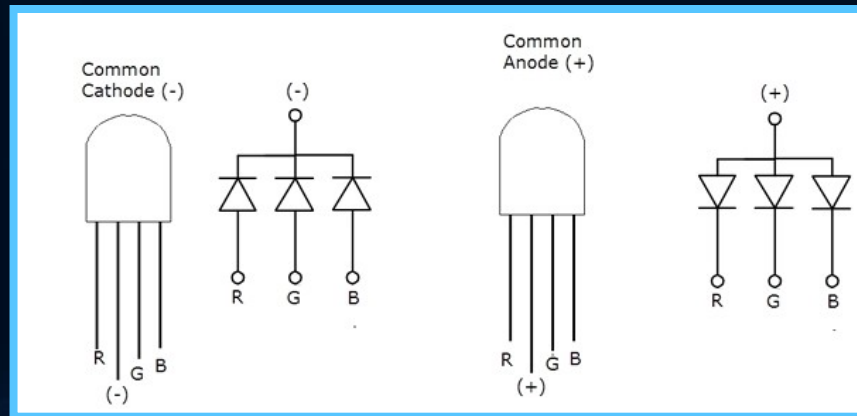 Common
Cathode (-)
(-)
R G B
R G B
(-)
Common
Anode (+)
(+)
R G B
R G B
(+)